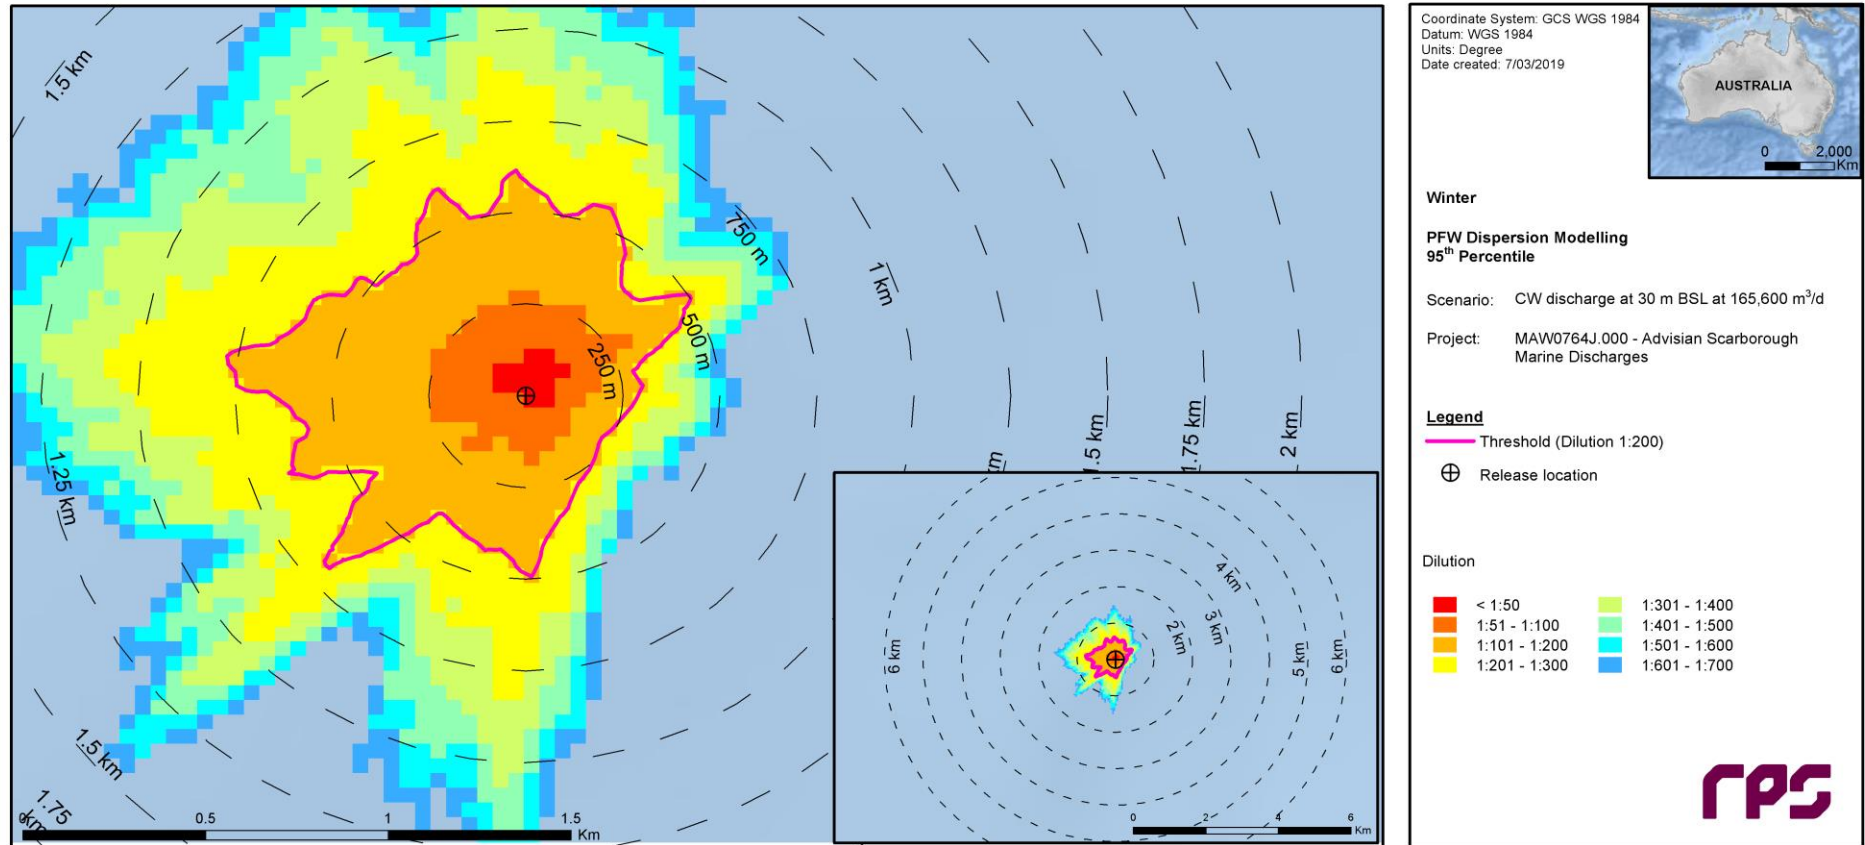 1.5 km
750 m
1 km
500 m
250 m
1.25 km
1.5 km
1.75 km
2 km
1.5 km
1.75
km
0 0.5 1 1.5
Km
4 km
3 km
2 km
6 km
5 km
6 km
0 2 4 6
Km
Coordinate System: GCS WGS 1984
Datum: WGS 1984
Units: Degree
Date created: 7/03/2019
AUSTRALIA
0 2,000
Km
Winter
PFW Dispersion Modelling
95th Percentile
Scenario: CW discharge at 30 m BSL at 165,600 m³/d
Project: MAW0764J.000 - Advisian Scarborough
Marine Discharges
Legend
Threshold (Dilution 1:200)
Release location
Dilution
< 1:50
1:51 - 1:100
1:101 - 1:200
1:201 - 1:300
1:301 - 1:400
1:401 - 1:500
1:501 - 1:600
1:601 - 1:700
rps